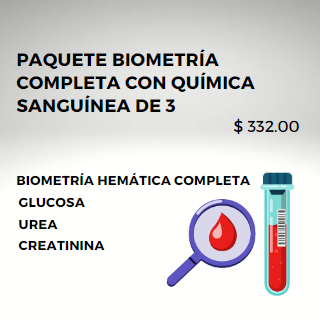 PAQUETE BIOMETRÍA
COMPLETA CON QUÍMICA
SANGUÍNEA DE 3
$ 332.00
BIOMETRÍA HEMÁTICA COMPLETA
GLUCOSA
UREA
CREATININA